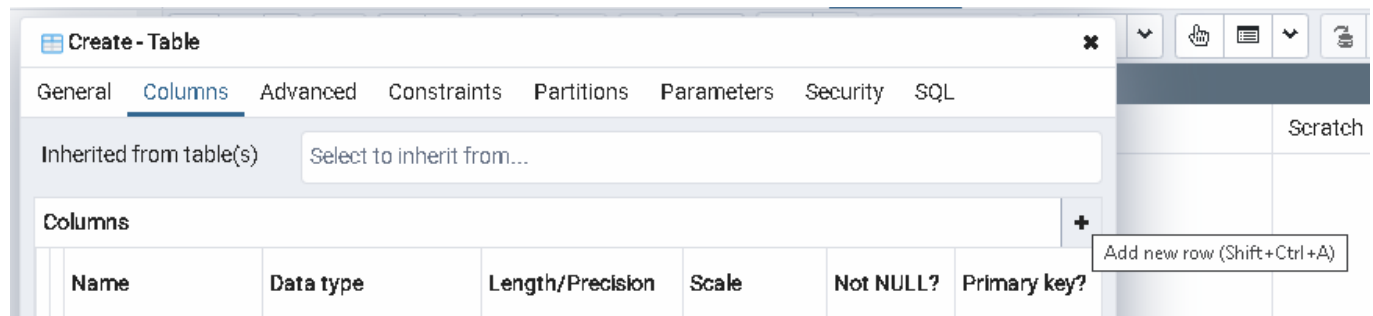 Create - Table
General Columns Advanced Constraints Partitions Parameters Security SQL
Scratch
Inherited from table(s) Select to inherit from...
Columns
Add new row (Shift+Ctrl+A)
Name Data type Length/Precision Scale Not NULL? Primary key?